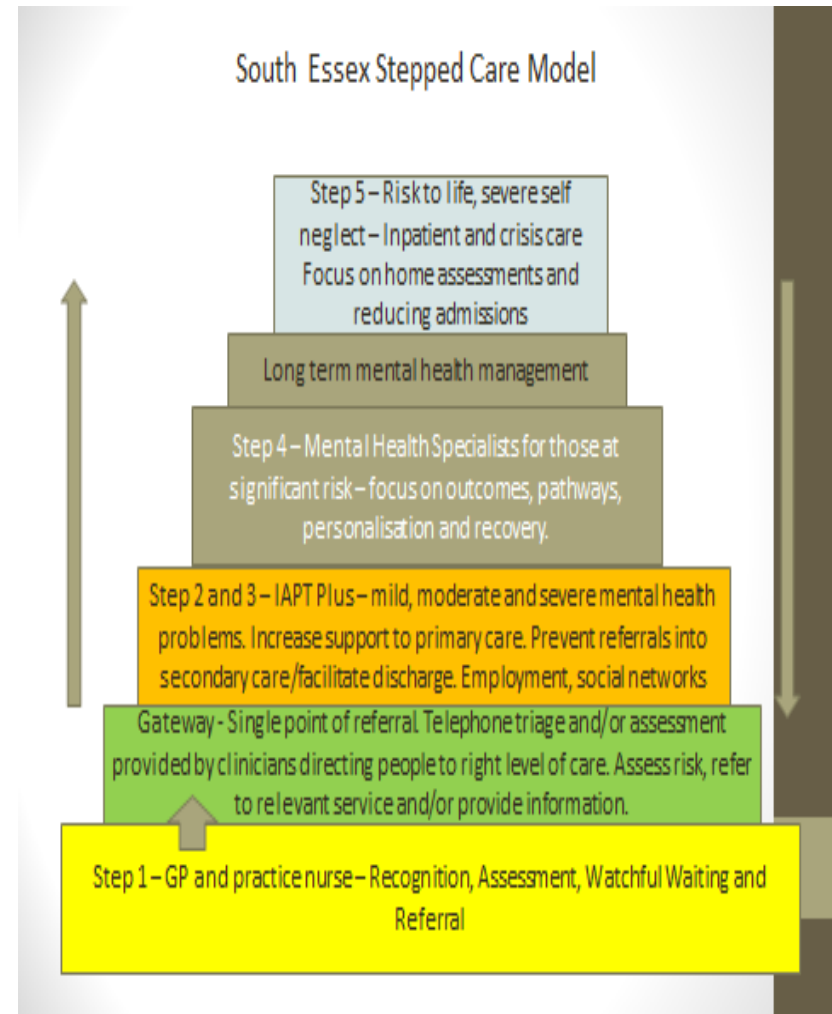 South Essex Stepped Care Model
Step 5 – Risk to life, severe self
neglect – Inpatient and crisis care
Focus on home assessments and
reducing admissions
Long term mental health management
Step 4 – Mental Health Specialists for those at
significant risk – focus on outcomes, pathways,
personalisation and recovery.
Step 2 and 3 – IAPT Plus – mild, moderate and severe mental health
problems. Increase support to primary care. Prevent referrals into
secondary care/facilitate discharge. Employment, social networks
Gateway - Single point of referral. Telephone triage and/or assessment
provided by clinicians directing people to right level of care. Assess risk, refer
to relevant service and/or provide information.
Step 1 – GP and practice nurse – Recognition, Assessment, Watchful Waiting and
Referral